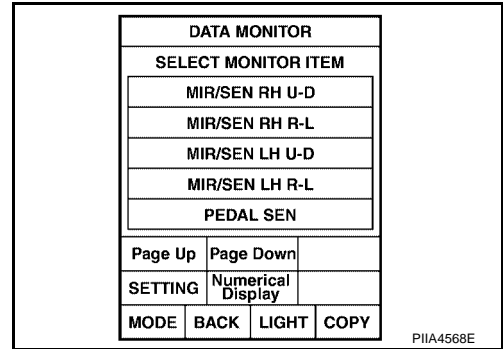 DATA MONITOR
SELECT MONITOR ITEM
MIR/SEN RH U-D
MIR/SEN RH R-L
MIR/SEN LH U-D
MIR/SEN LH R-L
PEDAL SEN
Page Up Page Down
SETTING Numerical Display
MODE BACK LIGHT COPY
PIIA4568E